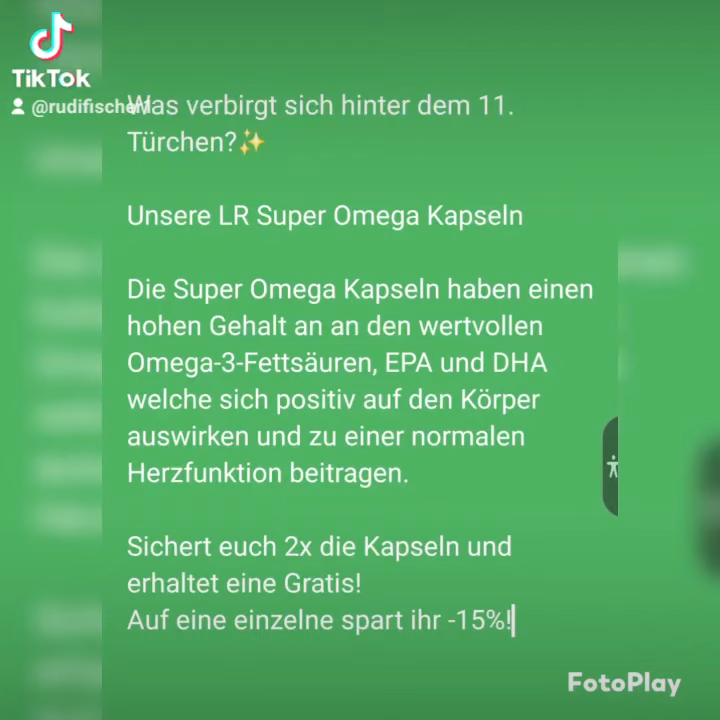 TikTok
@rudifischer1
Was verbirgt sich hinter dem 11.
Türchen?✨
Unsere LR Super Omega Kapseln
Die Super Omega Kapseln haben einen
hohen Gehalt an an den wertvollen
Omega-3-Fettsäuren, EPA und DHA
welche sich positiv auf den Körper
auswirken und zu einer normalen
Herzfunktion beitragen.
Sichert euch 2x die Kapseln und
erhaltet eine Gratis!
Auf eine einzelne spart ihr -15%!
FotoPlay